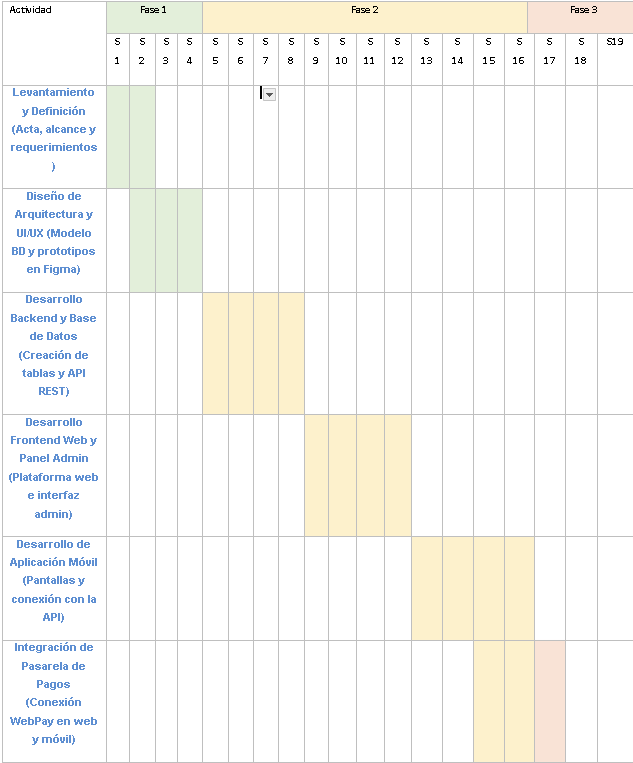 Actividad Fase 1 Fase 2 Fase 3
S S S S S S S S S S S S S S S S S S S19
1 2 3 4 5 6 7 8 9 10 11 12 13 14 15 16 17 18
Levantamiento
y Definición
(Acta, alcance y
requerimientos
)
Diseño de
Arquitectura y
UI/UX (Modelo
BD y prototipos
en Figma)
Desarrollo
Backend y Base
de Datos
(Creación de
tablas y API
REST)
Desarrollo
Frontend Web y
Panel Admin
(Plataforma web
e interfaz
admin)
Desarrollo de
Aplicación Móvil
(Pantallas y
conexión con la
API)
Integración de
Pasarela de
Pagos
(Conexión
WebPay en web
y móvil)